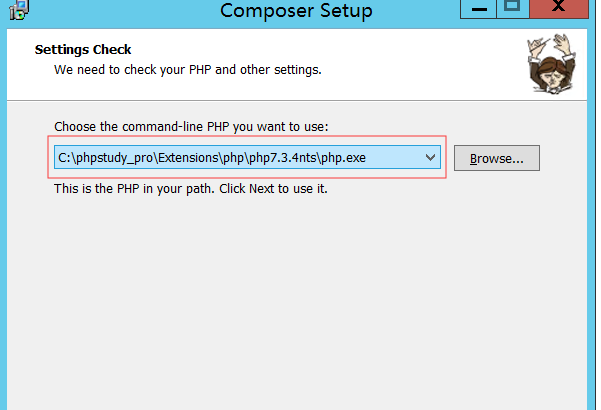 Composer Setup
Settings Check
We need to check your PHP and other settings.
Choose the command-line PHP you want to use:
C:\phpstudy_pro\Extensions\php\php7.3.4nts\php.exe
Browse...
This is the PHP in your path. Click Next to use it.